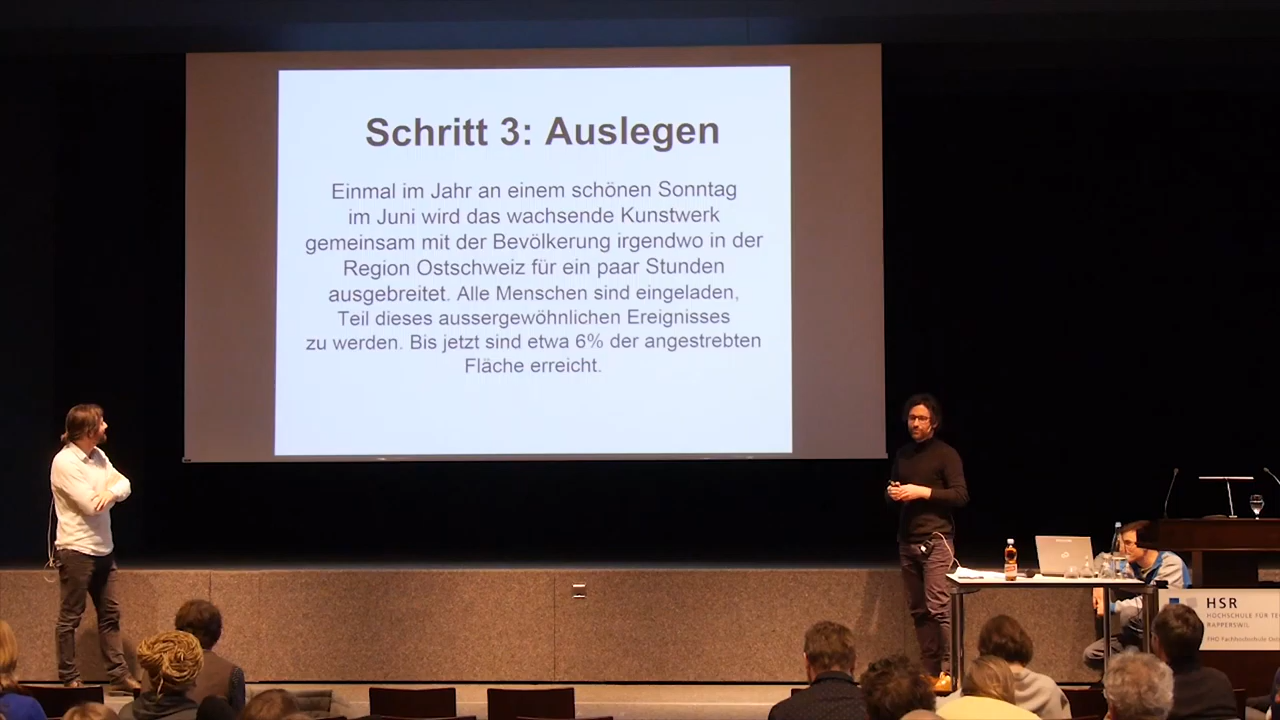 Schritt 3: Auslegen
Einmal im Jahr an einem schönen Sonntag
im Juni wird das wachsende Kunstwerk
gemeinsam mit der Bevölkerung irgendwo in der
Region Ostschweiz für ein paar Stunden
ausgebreitet. Alle Menschen sind eingeladen,
Teil dieses aussergewöhnlichen Ereignisses
zu werden. Bis jetzt sind etwa 6% der angestrebten
Fläche erreicht.
HSR
HOCHSCHULE FÜR TE
RAPPERSWIL
FHO Fachhochschule